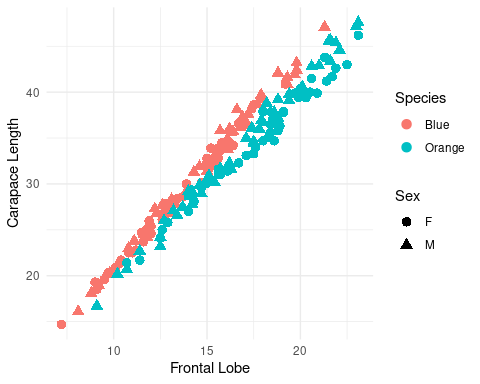 Carapace Length
40
30
20
10
15
20
Frontal Lobe
Species
Blue
Orange
Sex
F
M